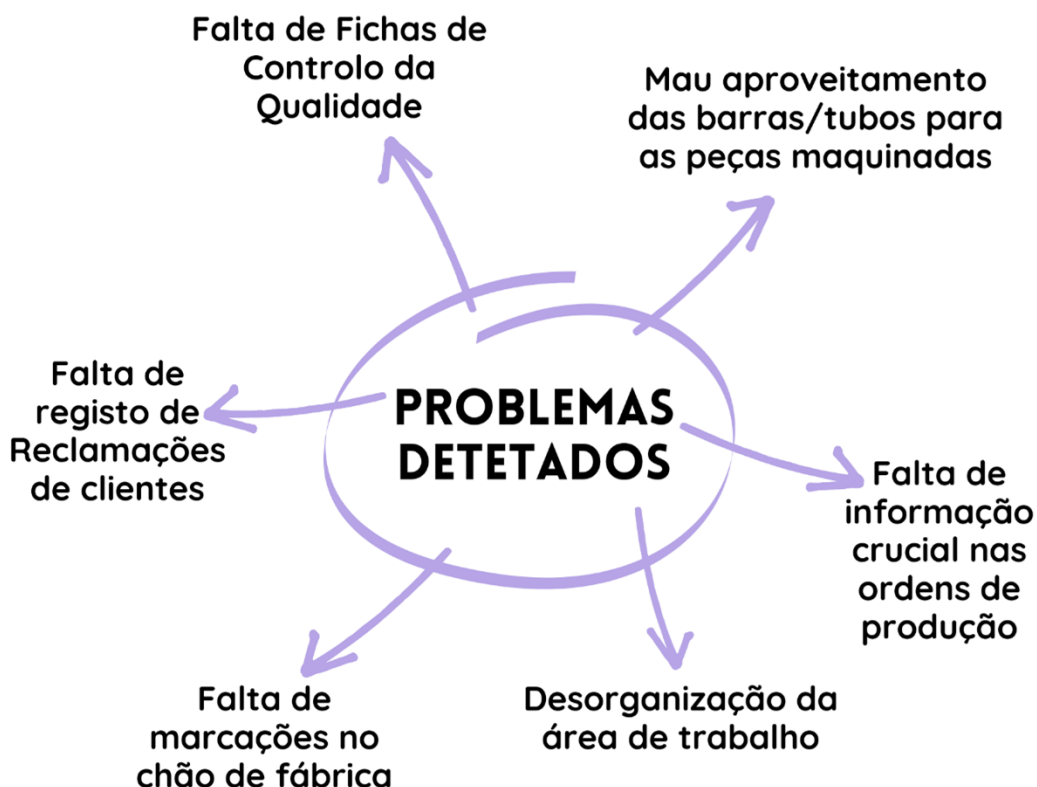 Falta de Fichas de
Controlo da
Qualidade
Mau aproveitamento
das barras/tubos para
as peças maquinadas
Falta de
registo de
Reclamações
de clientes
PROBLEMAS
DETETADOS
Falta de
informação
crucial nas
ordens de
produção
Falta de
marcações no
chão de fábrica
Desorganização da
área de trabalho